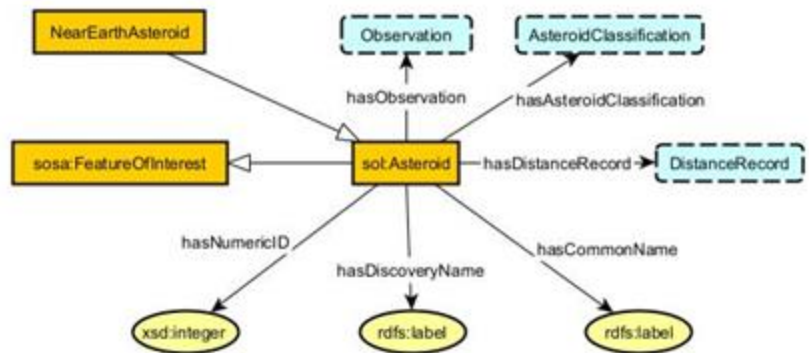 NearEarthAsteroid
Observation
AsteroidClassification
hasObservation
hasAsteroidClassification
sosa:FeatureOfInterest
sol:Asteroid
hasDistanceRecord
DistanceRecord
hasNumericID
hasDiscoveryName
hasCommonName
xsd:integer
rdfs:label
rdfs:label